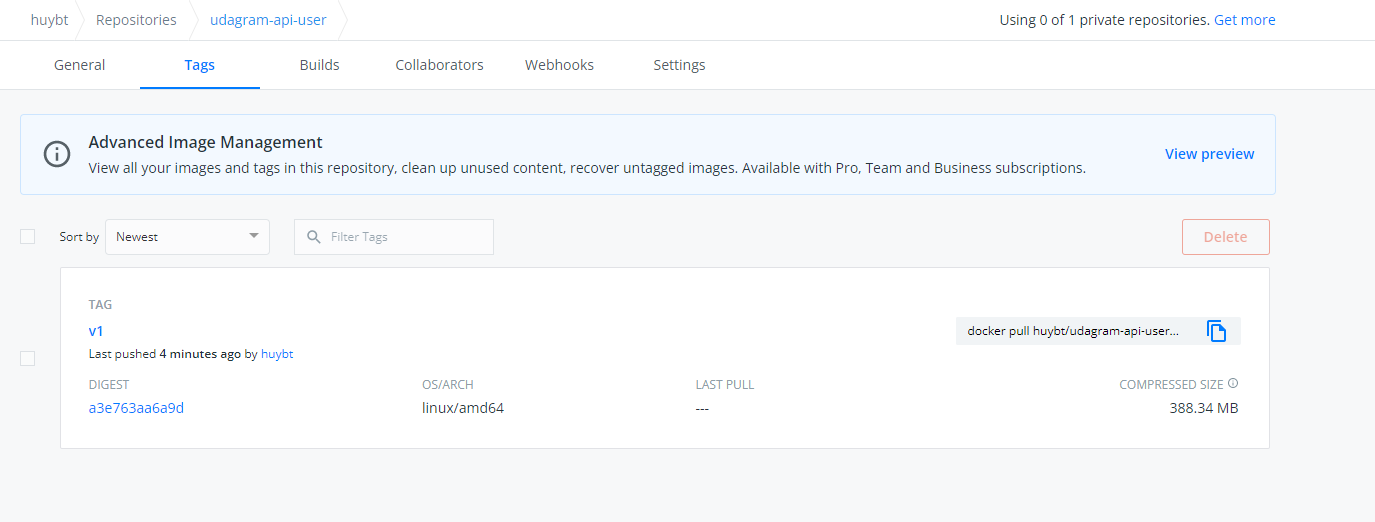 huybt Repositories udagram-api-user Using 0 of 1 private repositories. Get more
General Tags Builds Collaborators Webhooks Settings
Advanced Image Management
View all your images and tags in this repository, clean up unused content, recover untagged images. Available with Pro, Team and Business subscriptions.
View preview
Sort by Newest Filter Tags Delete
TAG
v1
docker pull huybt/udagram-api-user...
Last pushed 4 minutes ago by huybt
DIGEST OS/ARCH LAST PULL COMPRESSED SIZE
a3e763aa6a9d linux/amd64 --- 388.34 MB